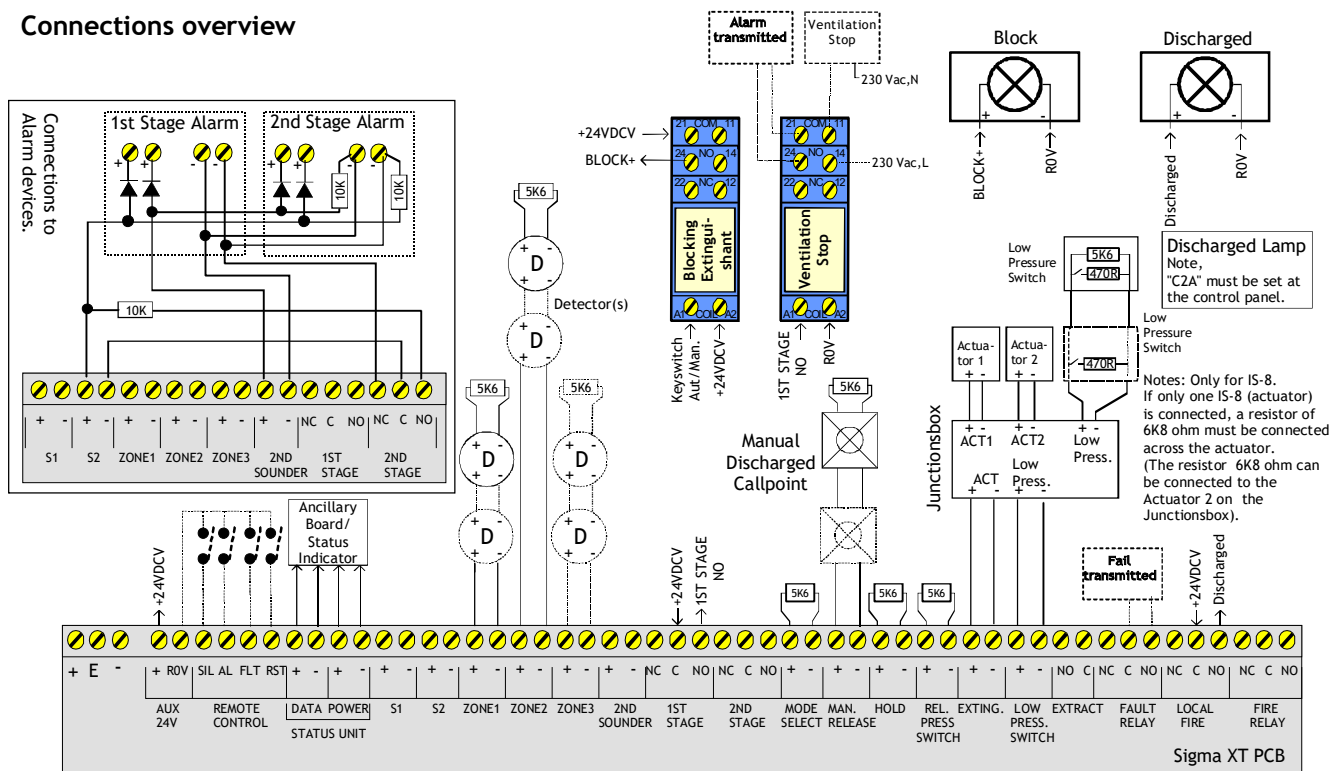 Connections overview
Connections to
Alarm devices.
1st Stage Alarm
2nd Stage Alarm
+ + - - + + - -
10K
10K
10K
+ - + - + - + - + - + - NC C NO NC C NO
S1 S2 ZONE1 ZONE2 ZONE3 2ND SOUNDER 1ST STAGE 2ND STAGE
Alarm
transmitted
Ventilation
Stop
230 Vac,N
+24VDCV
BLOCK+
21 COM 11
24 NO 14
22 NC 12
Blocking
Extingui-
shant
A1 COIL A2
Keyswitch
Aut/Man.
+24VDCV
21 COM 11
24 NO 14
22 NC 12
230 Vac,L
Ventilation
Stop
A1 COIL A2
1ST STAGE
NO
R0V
Block
+ -
BLOCK+
R0V
Discharged
+ -
Discharged
R0V
Discharged Lamp
Note,
"C2A" must be set at
the control panel.
Low
Pressure
Switch
5K6
470R
Low
Pressure
Switch
470R
Notes: Only for IS-8.
If only one IS-8 (actuator)
is connected, a resistor of
6K8 ohm must be connected
across the actuator.
(The resistor 6K8 ohm can
be connected to the
Actuator 2 on the
Junctionsbox).
Actua-
tor 1
+ -
Actua-
tor 2
+ -
Junctionsbox
+ - + - + -
ACT1 ACT2 Low
Press.
ACT Low
Press.
+ - + -
5K6
+ -
D
Detector(s)
+ -
D
5K6
+ -
D
+ -
D
5K6
+ -
D
+ -
D
Manual
Discharged
Callpoint
5K6
5K6
5K6
5K6
Ancillary
Board/
Status
Indicator
+24VDCV
+24VDCV
1ST STAGE
NO
Fail
transmitted
+24VDCV
Discharged
+ E - + R0V SIL AL FLT RST + - + - + - + - + - + - + - + - NC C NO NC C NO + - + - + - + - + - NO C NC C NO NC C NO NC C NO
AUX
24V
REMOTE
CONTROL
DATA POWER
STATUS UNIT
S1
S2
ZONE1
ZONE2
ZONE3
2ND
SOUNDER
1ST
STAGE
2ND
STAGE
MODE
SELECT
MAN.
RELEASE
HOLD
REL.
PRESS
SWITCH
EXTING.
LOW
PRESS.
SWITCH
EXTRACT
FAULT
RELAY
LOCAL
FIRE
FIRE
RELAY
Sigma XT PCB